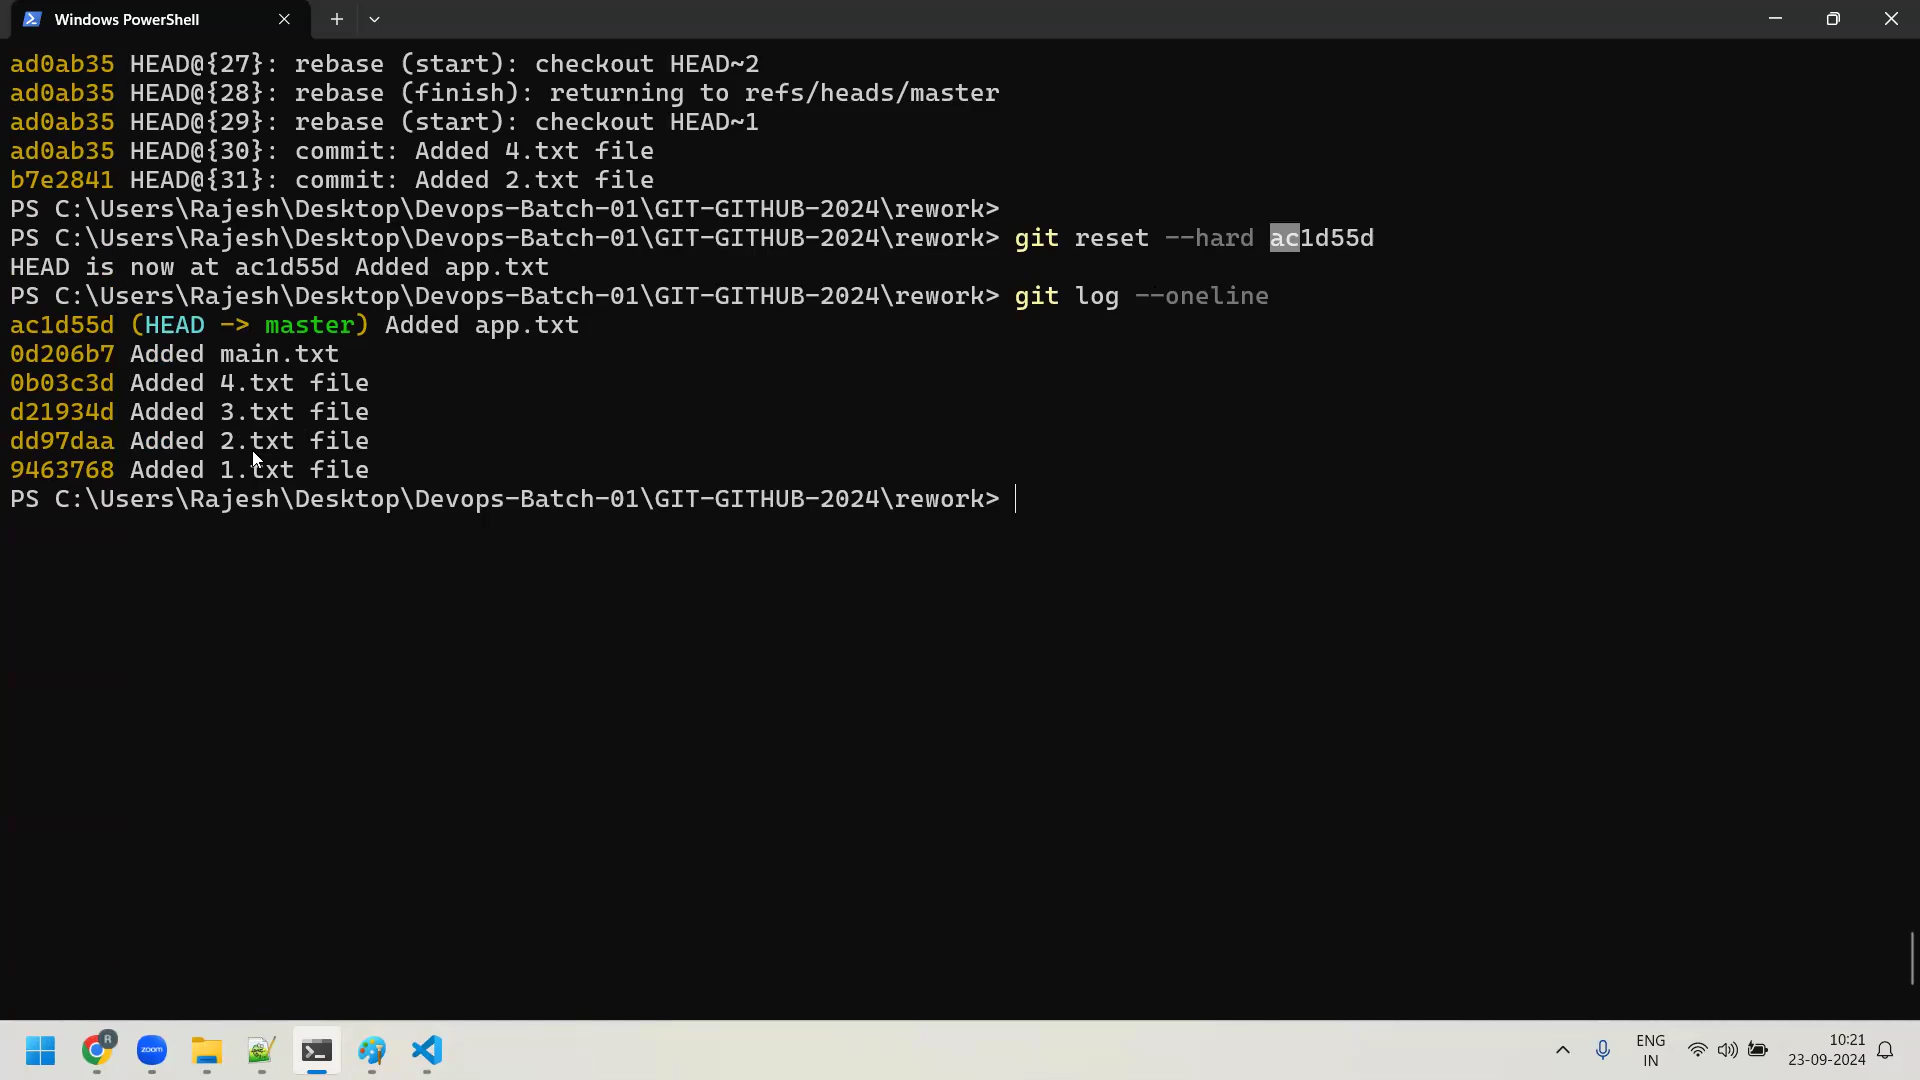 Windows PowerShell
ad0ab35 HEAD@{27}: rebase (start): checkout HEAD~2
ad0ab35 HEAD@{28}: rebase (finish): returning to refs/heads/master
ad0ab35 HEAD@{29}: rebase (start): checkout HEAD~1
ad0ab35 HEAD@{30}: commit: Added 4.txt file
b7e2841 HEAD@{31}: commit: Added 2.txt file
PS C:\Users\Rajesh\Desktop\Devops-Batch-01\GIT-GITHUB-2024\rework>
PS C:\Users\Rajesh\Desktop\Devops-Batch-01\GIT-GITHUB-2024\rework> git reset --hard ac1d55d
HEAD is now at ac1d55d Added app.txt
PS C:\Users\Rajesh\Desktop\Devops-Batch-01\GIT-GITHUB-2024\rework> git log --oneline
ac1d55d (HEAD -> master) Added app.txt
0d206b7 Added main.txt
0b03c3d Added 4.txt file
d21934d Added 3.txt file
dd97daa Added 2.txt file
9463768 Added 1.txt file
PS C:\Users\Rajesh\Desktop\Devops-Batch-01\GIT-GITHUB-2024\rework>
R
zoom
ENG
IN
10:21
23-09-2024